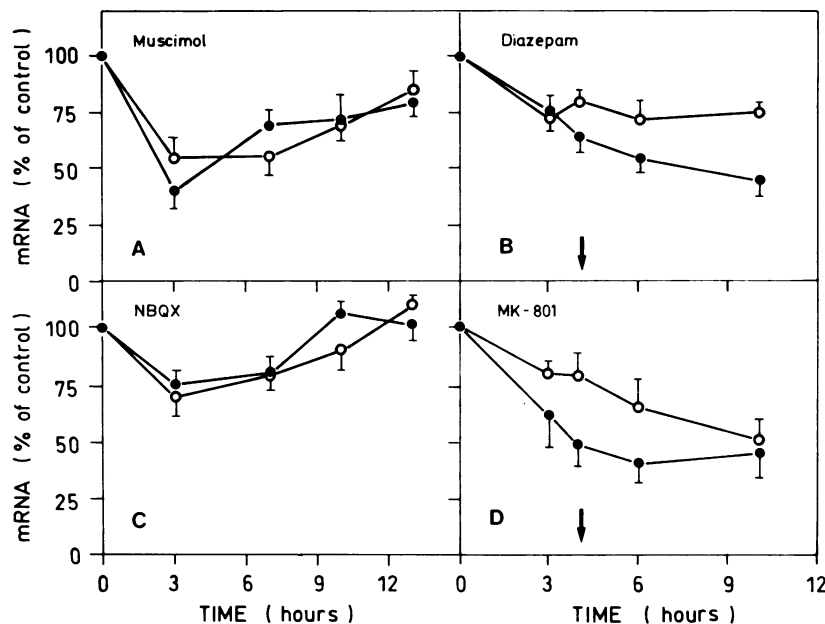 Muscimol
Diazepam
100
75
50
25
0
mRNA ( % of control )
A
B
NBQX
MK-801
100
75
50
25
0
mRNA ( % of control )
C
D
0 3 6 9 12
0 3 6 9 12
TIME ( hours )
TIME ( hours )